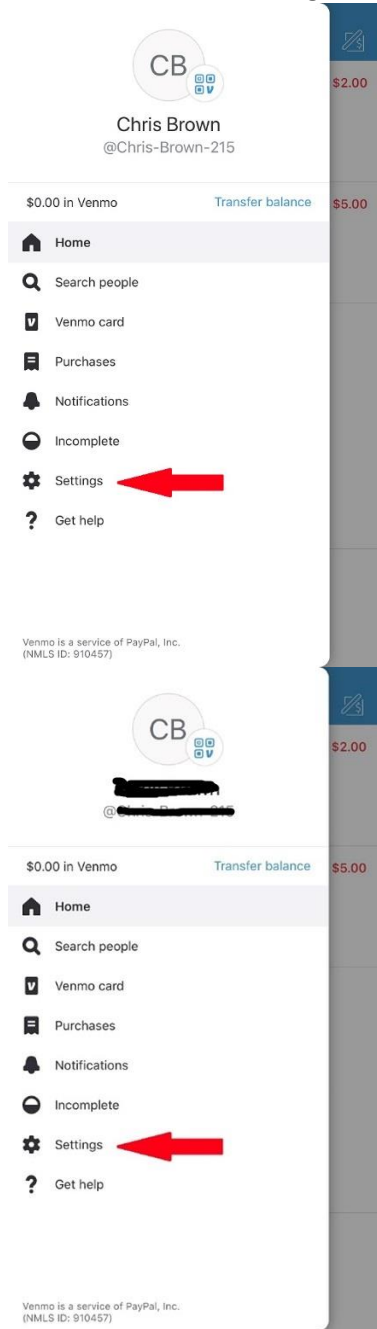 CB
$2.00
Chris Brown
@Chris-Brown-215
$0.00 in Venmo Transfer balance $5.00
Home
Search people
Venmo card
Purchases
Notifications
Incomplete
Settings
Get help
Venmo is a service of PayPal, Inc.
(NMLS ID: 910457)
CB
$2.00
$0.00 in Venmo Transfer balance $5.00
Home
Search people
Venmo card
Purchases
Notifications
Incomplete
Settings
Get help
Venmo is a service of PayPal, Inc.
(NMLS ID: 910457)